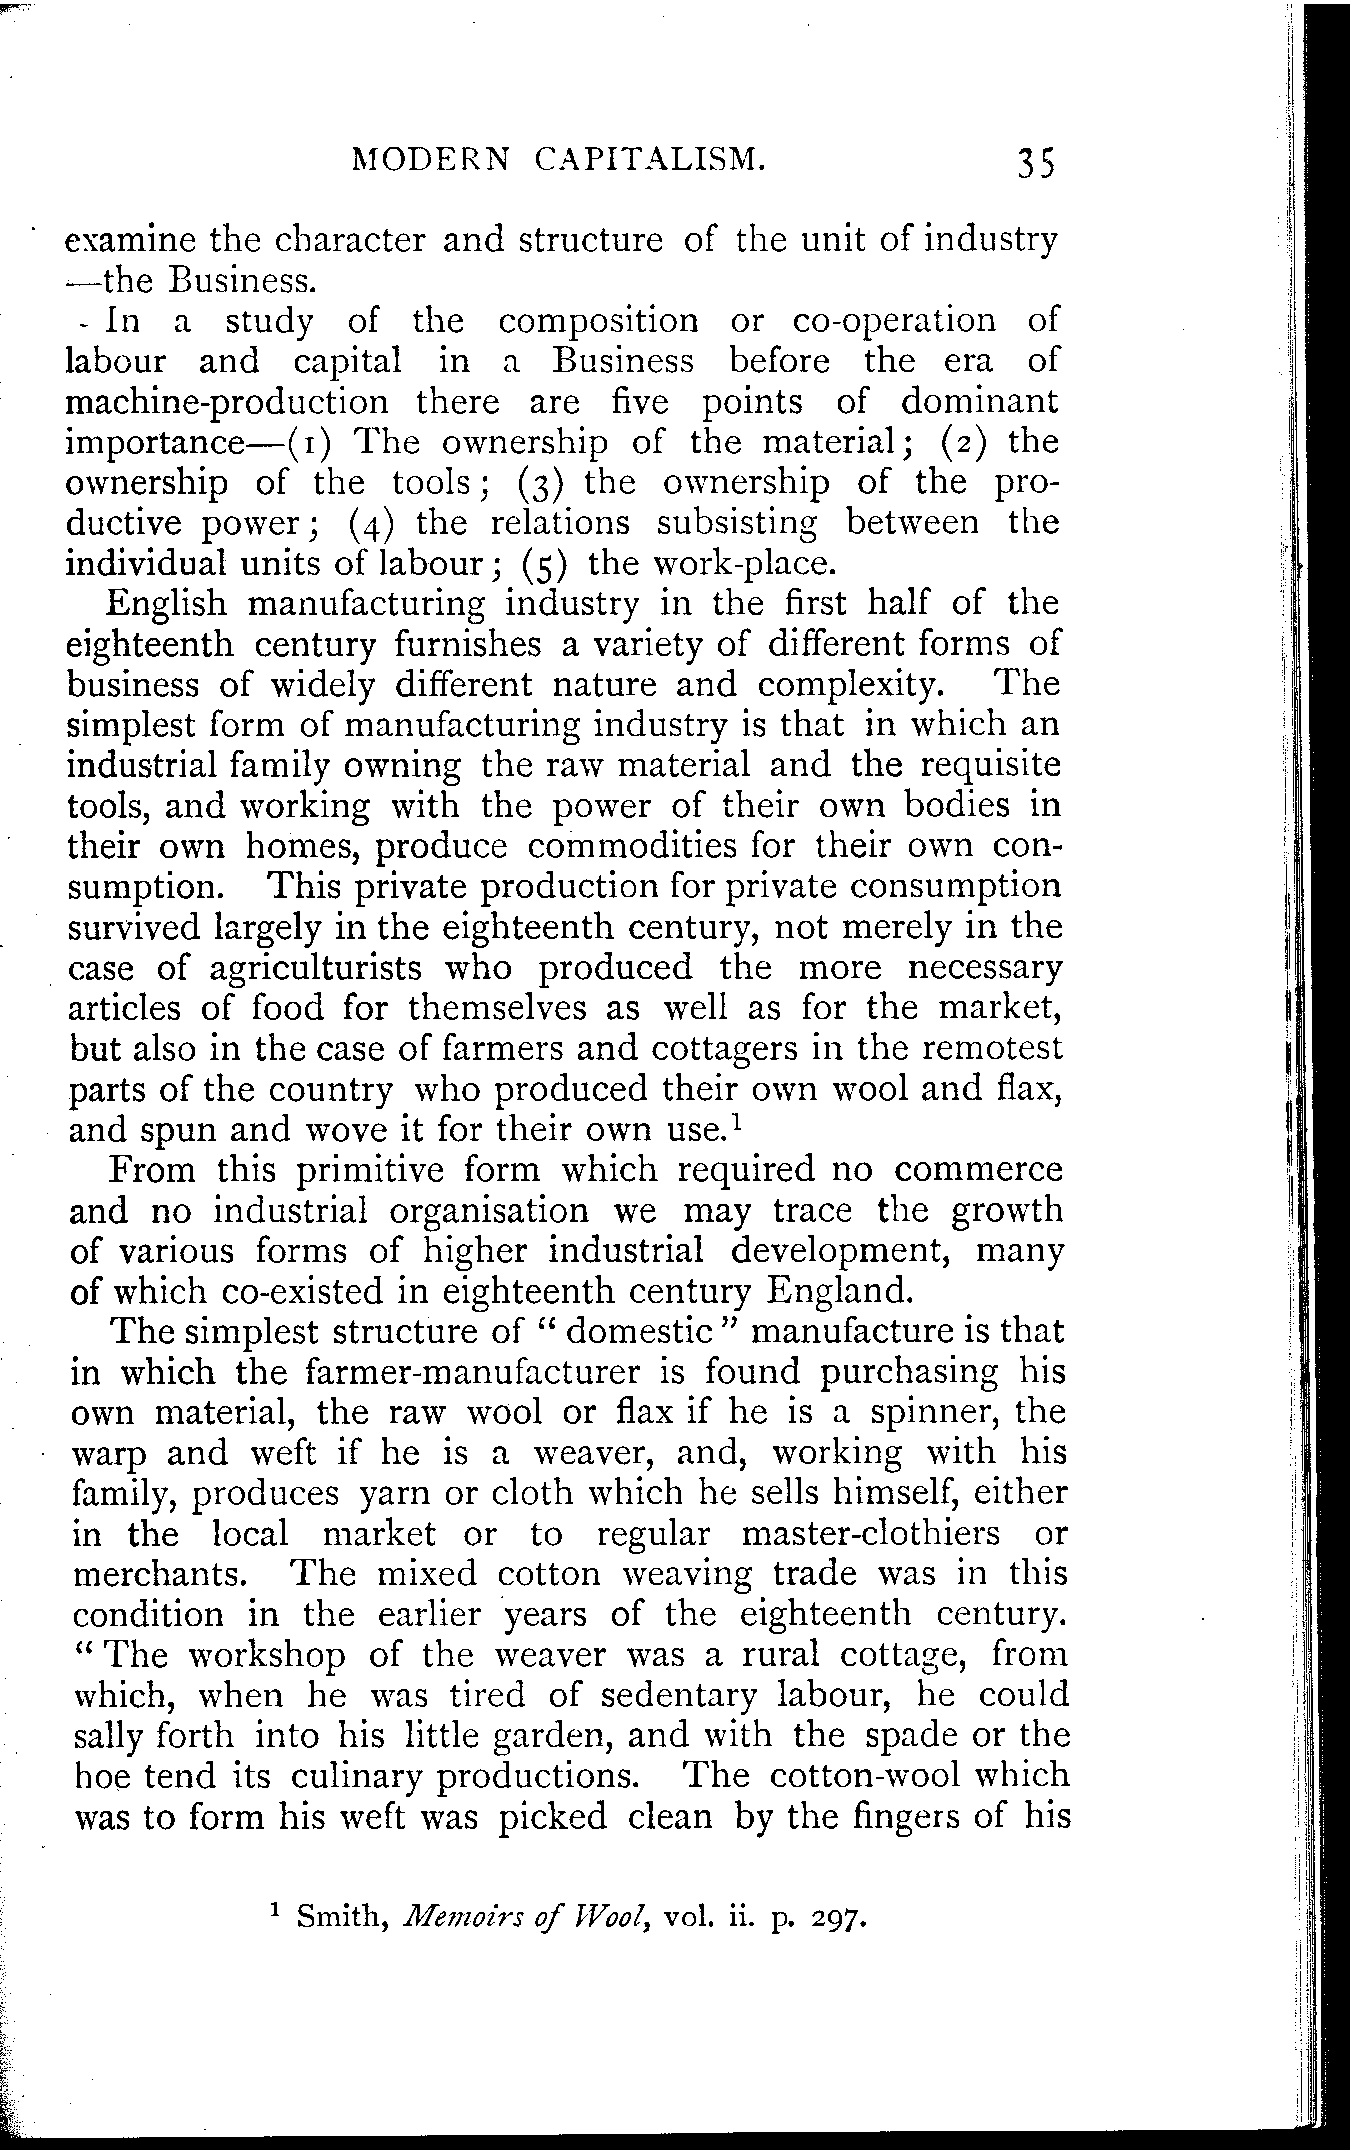 MODERN CAPITALISM. 35
examine the character and structure of the unit of industry
—the Business.
In a study of the composition or co-operation of
labour and capital in a Business before the era of
machine-production there are five points of dominant
importance—(1) The ownership of the material; (2) the
ownership of the tools; (3) the ownership of the pro-
ductive power; (4) the relations subsisting between the
individual units of labour; (5) the work-place.
English manufacturing industry in the first half of the
eighteenth century furnishes a variety of different forms of
business of widely different nature and complexity. The
simplest form of manufacturing industry is that in which an
industrial family owning the raw material and the requisite
tools, and working with the power of their own bodies in
their own homes, produce commodities for their own con-
sumption. This private production for private consumption
survived largely in the eighteenth century, not merely in the
case of agriculturists who produced the more necessary
articles of food for themselves as well as for the market,
but also in the case of farmers and cottagers in the remotest
parts of the country who produced their own wool and flax,
and spun and wove it for their own use.¹
From this primitive form which required no commerce
and no industrial organisation we may trace the growth
of various forms of higher industrial development, many
of which co-existed in eighteenth century England.
The simplest structure of “ domestic ” manufacture is that
in which the farmer-manufacturer is found purchasing his
own material, the raw wool or flax if he is a spinner, the
warp and weft if he is a weaver, and, working with his
family, produces yarn or cloth which he sells himself, either
in the local market or to regular master-clothiers or
merchants. The mixed cotton weaving trade was in this
condition in the earlier years of the eighteenth century.
“ The workshop of the weaver was a rural cottage, from
which, when he was tired of sedentary labour, he could
sally forth into his little garden, and with the spade or the
hoe tend its culinary productions. The cotton-wool which
was to form his weft was picked clean by the fingers of his
¹ Smith, Memoirs of Wool, vol. ii. p. 297.